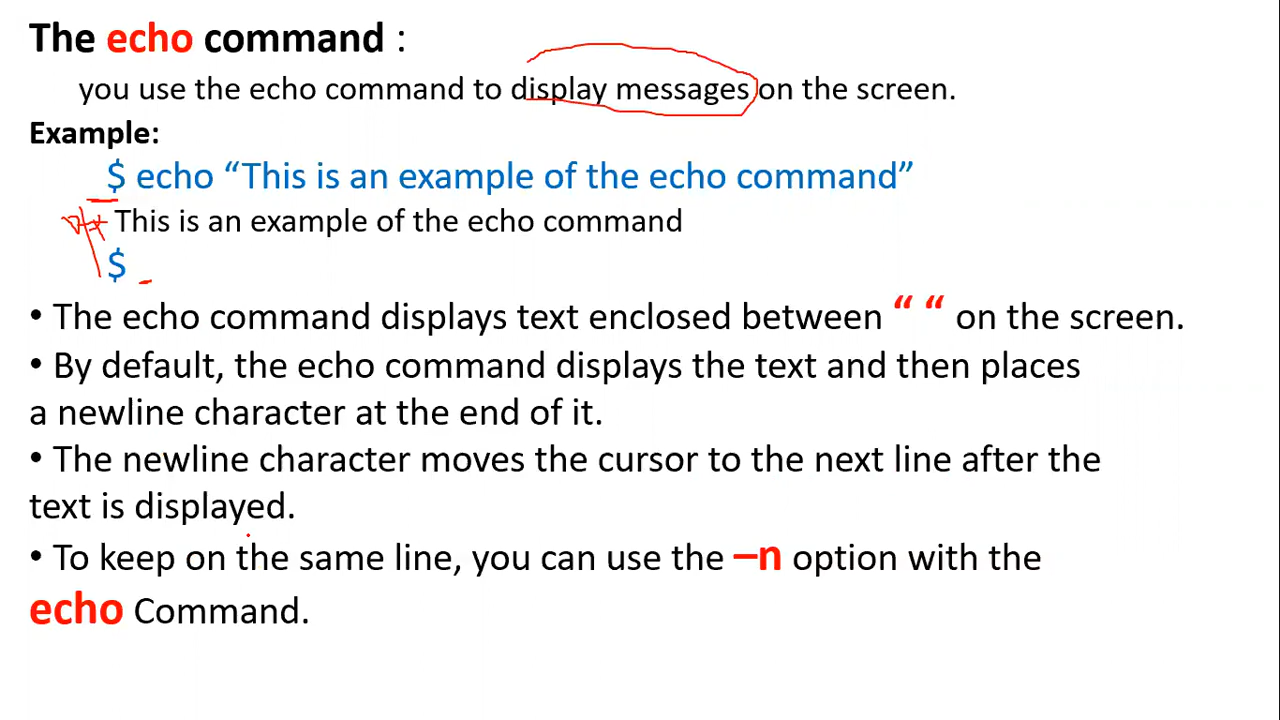 The echo command :
you use the echo command to display messages on the screen.
Example:
$ echo “This is an example of the echo command”
This is an example of the echo command
$
• The echo command displays text enclosed between “ “ on the screen.
• By default, the echo command displays the text and then places
a newline character at the end of it.
• The newline character moves the cursor to the next line after the
text is displayed.
• To keep on the same line, you can use the –n option with the
echo Command.